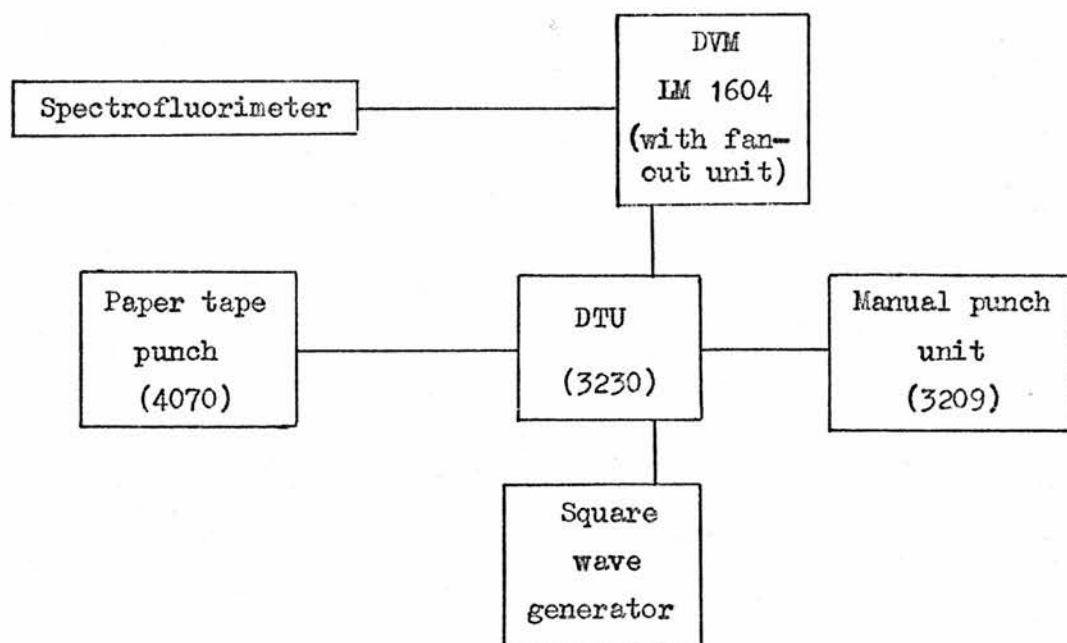 DVM
LM 1604
(with fan-
out unit)
Spectrofluorimeter
Paper tape
punch
(4070)
DTU
(3230)
Manual punch
unit
(3209)
Square
wave
generator